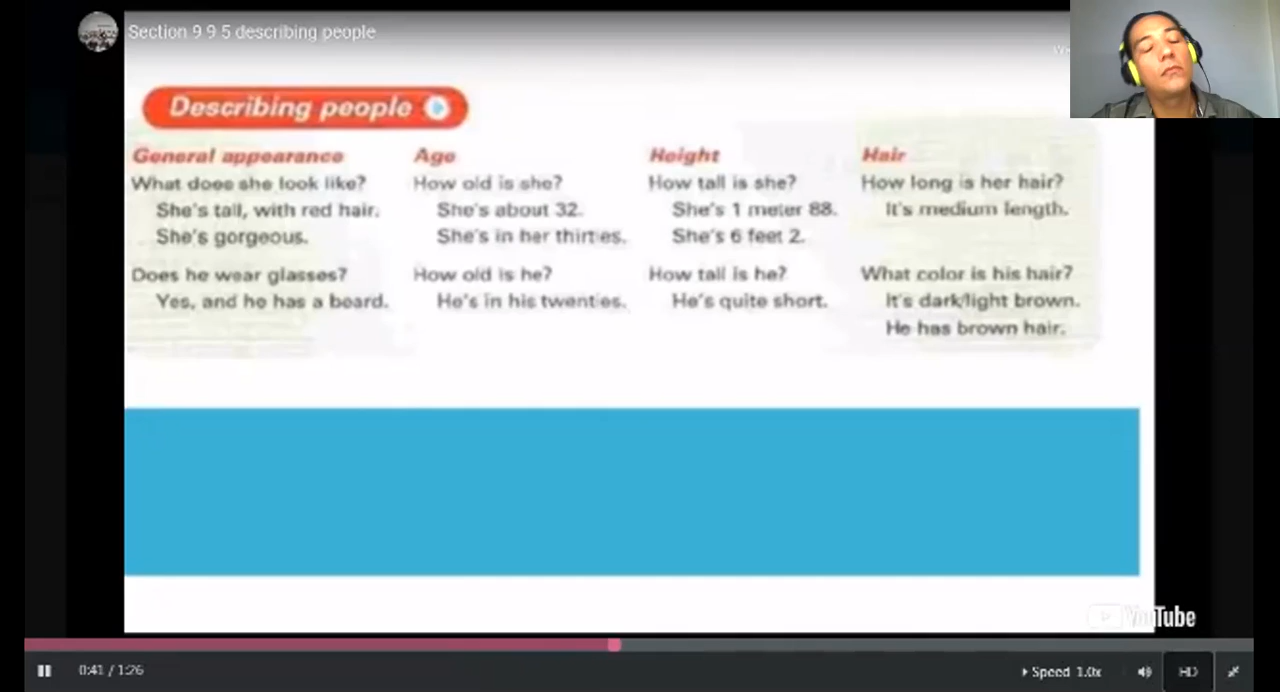 Section 9 9 5 describing people
Describing people
General appearance
What does she look like?
She's tall, with red hair.
She's gorgeous.
Does he wear glasses?
Yes, and he has a beard.
Age
How old is she?
She's about 32.
She's in her thirties.
How old is he?
He's in his twenties.
Height
How tall is she?
She's 1 meter 88.
She's 6 feet 2.
How tall is he?
He's quite short.
Hair
How long is her hair?
It's medium length.
What color is his hair?
It's dark/light brown.
He has brown hair.
YouTube
0:41 / 1:26
Speed 1.0x
HD